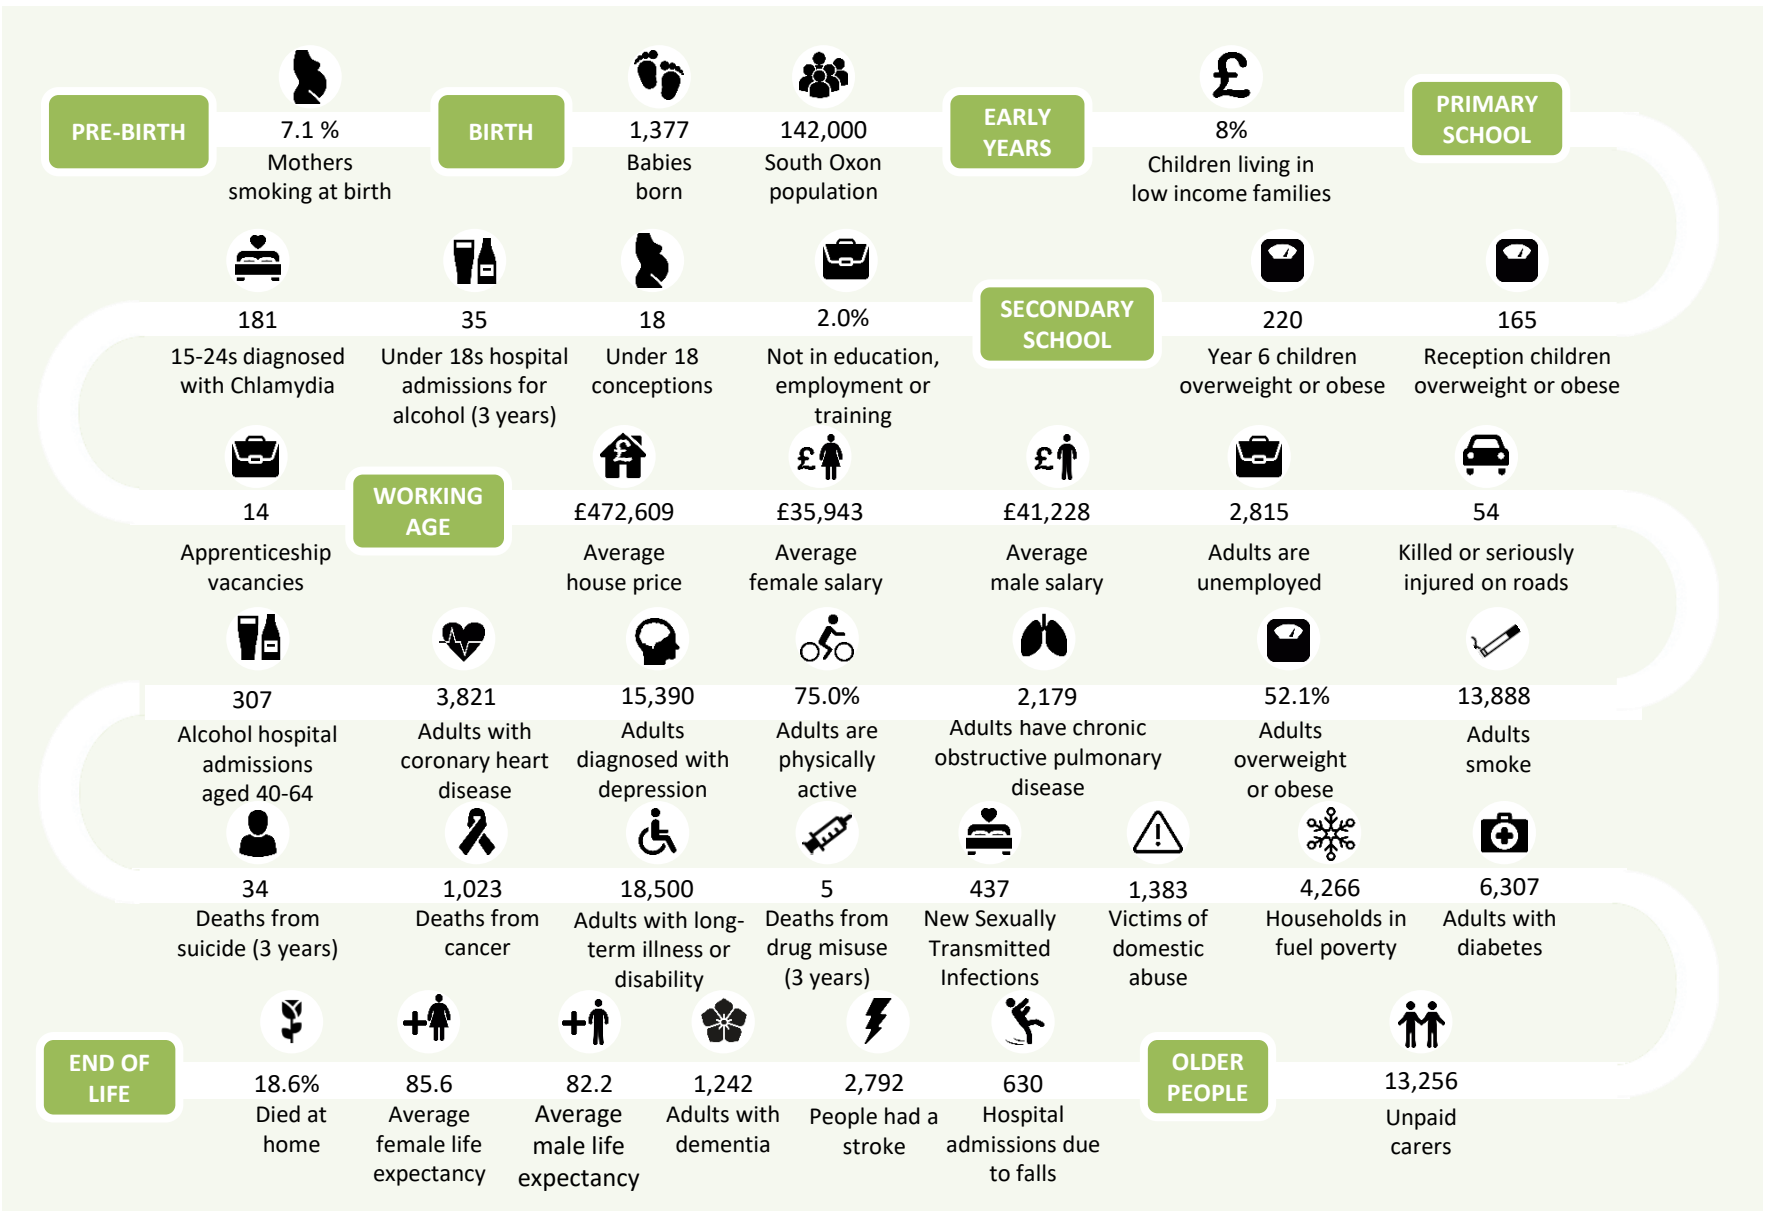 PRE-BIRTH
7.1 %
Mothers
smoking at birth
BIRTH
1,377
Babies
born
142,000
South Oxon
population
EARLY
YEARS
£
8%
Children living in
low income families
PRIMARY
SCHOOL
165
Reception children
overweight or obese
220
Year 6 children
overweight or obese
SECONDARY
SCHOOL
2.0%
Not in education,
employment or
training
18
Under 18
conceptions
35
Under 18s hospital
admissions for
alcohol (3 years)
181
15-24s diagnosed
with Chlamydia
14
Apprenticeship
vacancies
WORKING
AGE
£
£472,609
Average
house price
£
£35,943
Average
female salary
£
£41,228
Average
male salary
2,815
Adults are
unemployed
54
Killed or seriously
injured on roads
13,888
Adults
smoke
52.1%
Adults
overweight
or obese
2,179
Adults have chronic
obstructive pulmonary
disease
75.0%
Adults are
physically
active
15,390
Adults
diagnosed with
depression
3,821
Adults with
coronary heart
disease
307
Alcohol hospital
admissions
aged 40-64
34
Deaths from
suicide (3 years)
1,023
Deaths from
cancer
18,500
Adults with long-
term illness or
disability
5
Deaths from
drug misuse
(3 years)
437
New Sexually
Transmitted
Infections
1,383
Victims of
domestic
abuse
4,266
Households in
fuel poverty
6,307
Adults with
diabetes
13,256
Unpaid
carers
OLDER
PEOPLE
630
Hospital
admissions due
to falls
2,792
People had a
stroke
1,242
Adults with
dementia
82.2
Average
male life
expectancy
85.6
Average
female life
expectancy
18.6%
Died at
home
END OF
LIFE